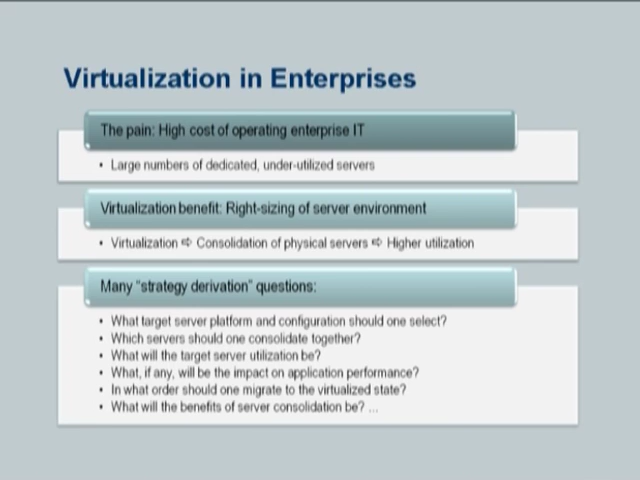 Virtualization in Enterprises
The pain: High cost of operating enterprise IT
• Large numbers of dedicated, under-utilized servers
Virtualization benefit: Right-sizing of server environment
• Virtualization ⇨ Consolidation of physical servers ⇨ Higher utilization
Many "strategy derivation" questions:
• What target server platform and configuration should one select?
• Which servers should one consolidate together?
• What will the target server utilization be?
• What, if any, will be the impact on application performance?
• In what order should one migrate to the virtualized state?
• What will the benefits of server consolidation be? ...